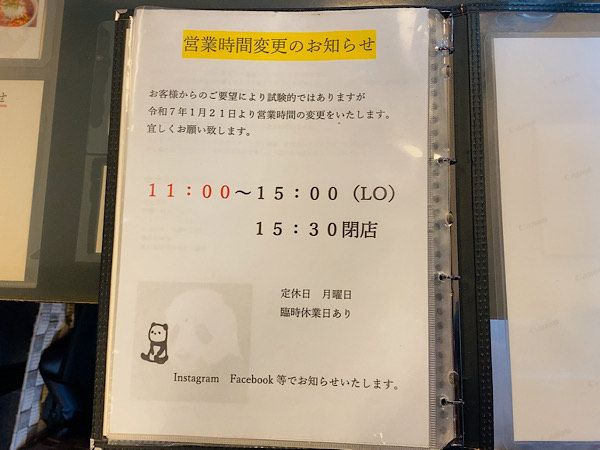 営業時間変更のお知らせ
お客様からのご要望により試験的ではありますが
令和７年１月２１日より営業時間の変更をいたします。
宜しくお願い致します。
１１：００～１５：００（LO）
１５：３０閉店
定休日　月曜日
臨時休業日あり
Instagram　Facebook 等でお知らせいたします。
せ